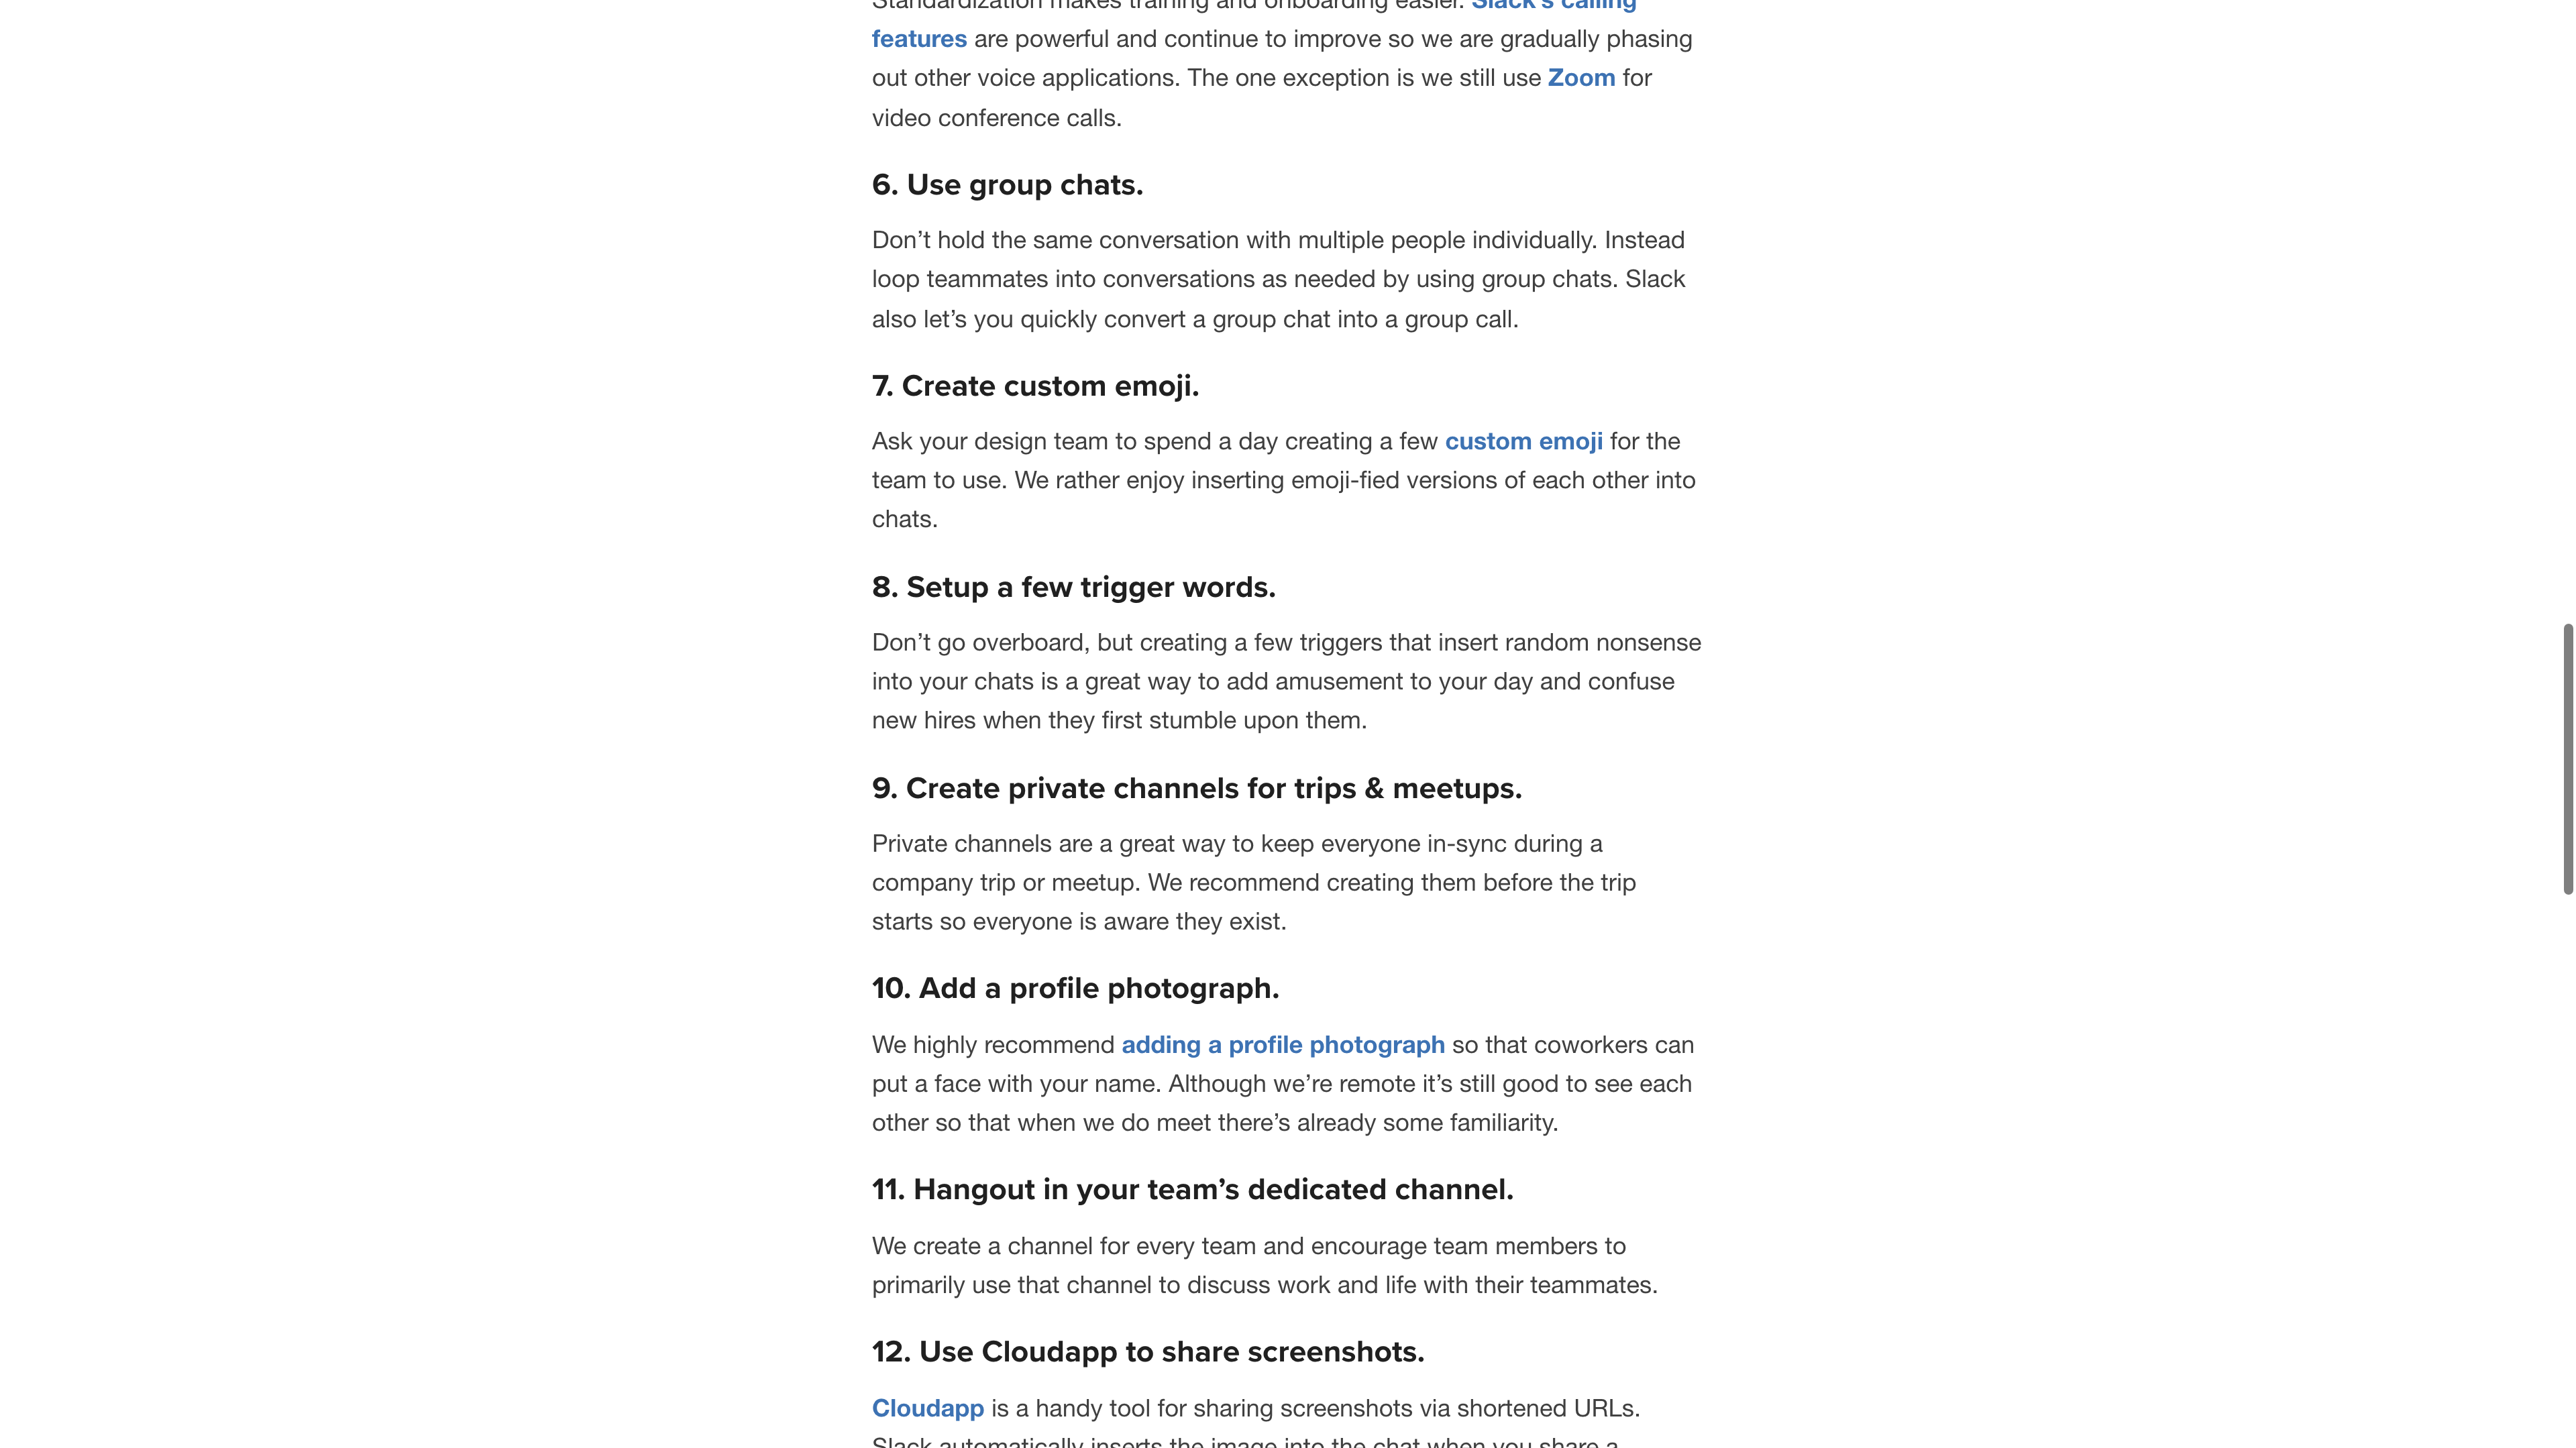 Standardization makes training and onboarding easier. Slack's calling
features are powerful and continue to improve so we are gradually phasing
out other voice applications. The one exception is we still use Zoom for
video conference calls.
6. Use group chats.
Don’t hold the same conversation with multiple people individually. Instead
loop teammates into conversations as needed by using group chats. Slack
also let’s you quickly convert a group chat into a group call.
7. Create custom emoji.
Ask your design team to spend a day creating a few custom emoji for the
team to use. We rather enjoy inserting emoji-fied versions of each other into
chats.
8. Setup a few trigger words.
Don’t go overboard, but creating a few triggers that insert random nonsense
into your chats is a great way to add amusement to your day and confuse
new hires when they first stumble upon them.
9. Create private channels for trips & meetups.
Private channels are a great way to keep everyone in-sync during a
company trip or meetup. We recommend creating them before the trip
starts so everyone is aware they exist.
10. Add a profile photograph.
We highly recommend adding a profile photograph so that coworkers can
put a face with your name. Although we’re remote it’s still good to see each
other so that when we do meet there’s already some familiarity.
11. Hangout in your team’s dedicated channel.
We create a channel for every team and encourage team members to
primarily use that channel to discuss work and life with their teammates.
12. Use Cloudapp to share screenshots.
Cloudapp is a handy tool for sharing screenshots via shortened URLs.
Slack automatically inserts the image into the chat when you share a